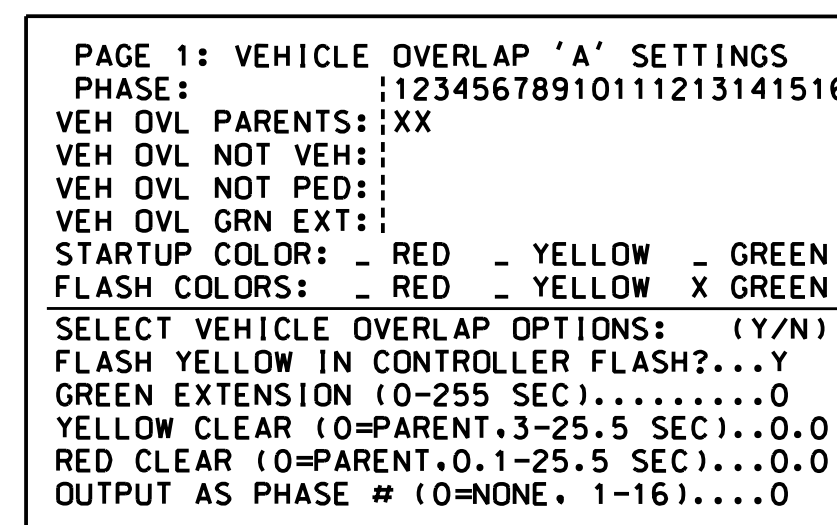 PAGE 1: VEHICLE OVERLAP 'A' SETTINGS
PHASE: ¦12345678910111213141516
VEH OVL PARENTS:¦XX
VEH OVL NOT VEH:¦
VEH OVL NOT PED:¦
VEH OVL GRN EXT:¦
STARTUP COLOR: _ RED _ YELLOW _ GREEN
FLASH COLORS: _ RED _ YELLOW X GREEN
SELECT VEHICLE OVERLAP OPTIONS: (Y/N)
FLASH YELLOW IN CONTROLLER FLASH?...Y
GREEN EXTENSION (0-255 SEC).........0
YELLOW CLEAR (0=PARENT,3-25.5 SEC)..0.0
RED CLEAR (0=PARENT,0.1-25.5 SEC)...0.0
OUTPUT AS PHASE # (0=NONE, 1-16)....0